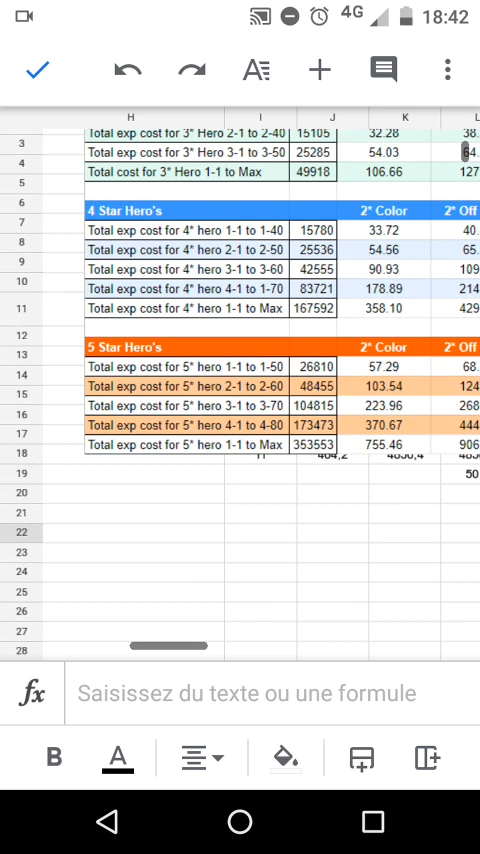 4G 18:42
H I J K L
3 Total exp cost for 3* Hero 2-1 to 2-40 15105 32.28 38.
4 Total exp cost for 3* Hero 3-1 to 3-50 25285 54.03 64.
5 Total cost for 3* Hero 1-1 to Max 49918 106.66 127
6
7 4 Star Hero's 2* Color 2* Off
8 Total exp cost for 4* hero 1-1 to 1-40 15780 33.72 40.
9 Total exp cost for 4* hero 2-1 to 2-50 25536 54.56 65.
10 Total exp cost for 4* hero 3-1 to 3-60 42555 90.93 109
Total exp cost for 4* hero 4-1 to 1-70 83721 178.89 214
11 Total exp cost for 4* hero 1-1 to Max 167592 358.10 429
12
13 5 Star Hero's 2* Color 2* Off
14 Total exp cost for 5* hero 1-1 to 1-50 26810 57.29 68.
15 Total exp cost for 5* hero 2-1 to 2-60 48455 103.54 124
16 Total exp cost for 5* hero 3-1 to 3-70 104815 223.96 268
17 Total exp cost for 5* hero 4-1 to 4-80 173473 370.67 444
18 Total exp cost for 5* hero 1-1 to Max 353553 755.46 906
19 50
20
21
22
23
24
25
26
27
28
fx Saisissez du texte ou une formule
B A